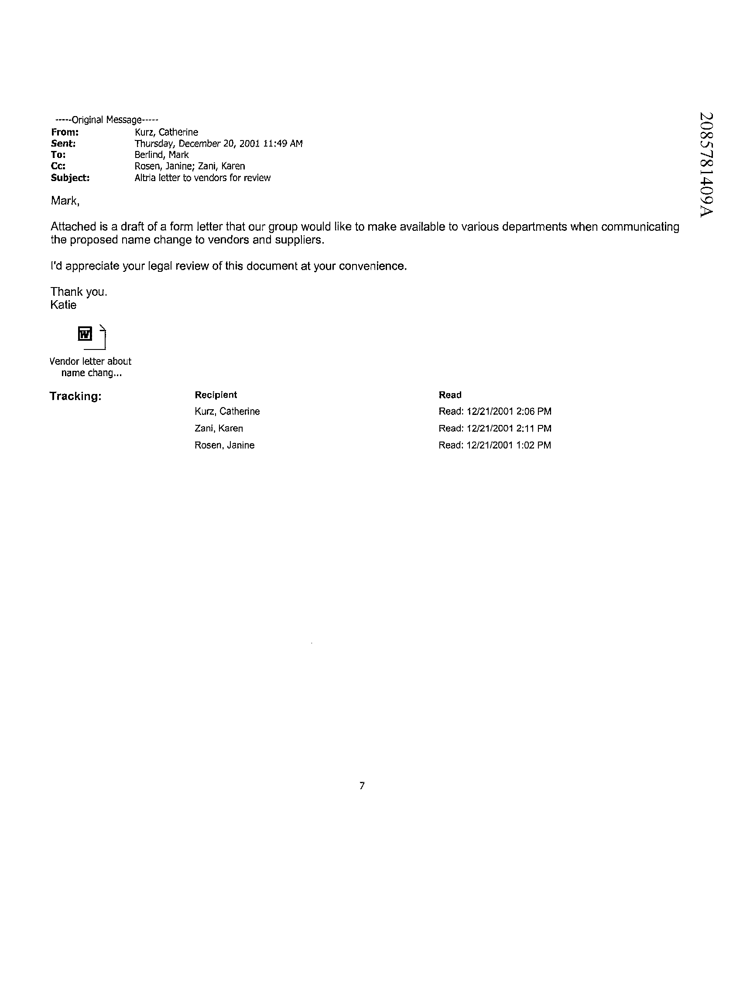 -----Original Message-----
From: Kurz, Catherine
Sent: Thursday, December 20, 2001 11:49 AM
To: Berlind, Mark
Cc: Rosen, Janine; Zani, Karen
Subject: Altria letter to vendors for review
Mark,
Attached is a draft of a form letter that our group would like to make available to various departments when communicating
the proposed name change to vendors and suppliers.
I'd appreciate your legal review of this document at your convenience.
Thank you.
Katie
W
Vendor letter about
name chang...
Tracking: Recipient Read
Kurz, Catherine Read: 12/21/2001 2:06 PM
Zani, Karen Read: 12/21/2001 2:11 PM
Rosen, Janine Read: 12/21/2001 1:02 PM
7
2085781409A